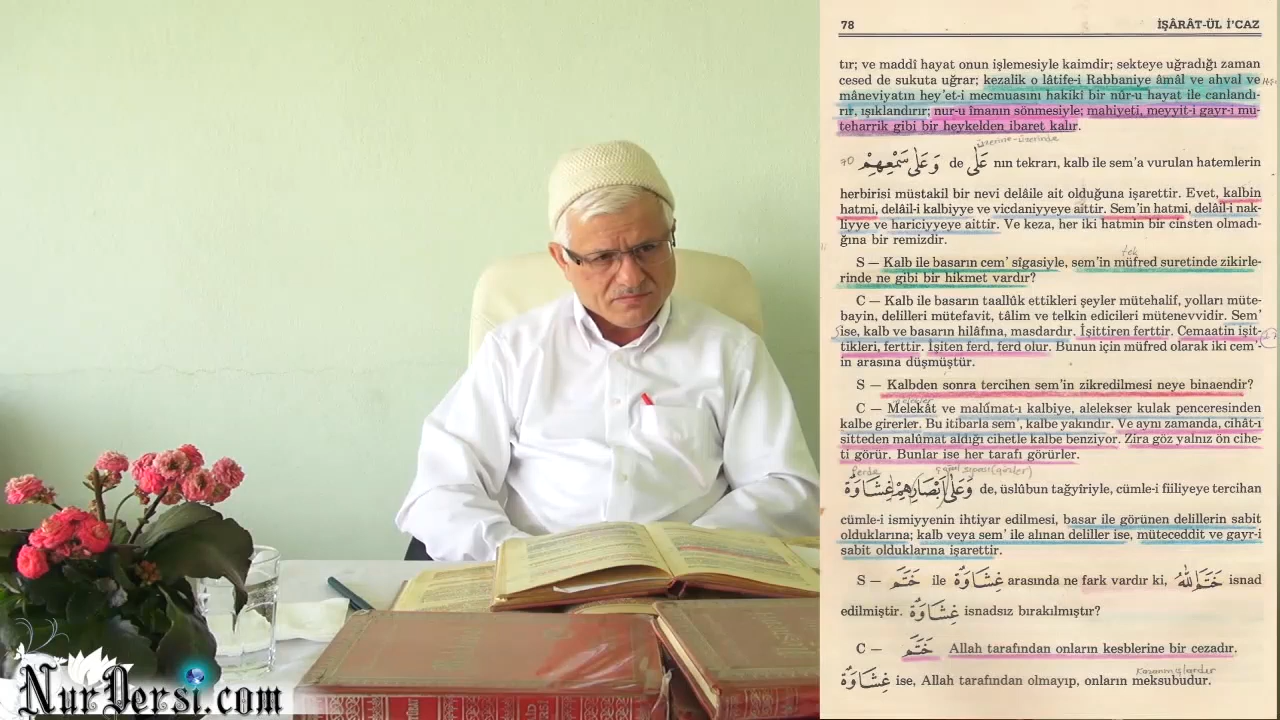 78 İŞÂRÂT-ÜL İ'CAZ
tır; ve maddî hayat onun işlemesiyle kaimdir; sekteye uğradığı zaman
cesed de sukuta uğrar; kezalik o lâtife-i Rabbaniye âmâl ve ahval ve
mâneviyatın hey'et-i mecmuasını hakiki bir nûr-u hayat ile canlandı-
rır, ışıklandırır; nur-u îmanın sönmesiyle; mahiyeti, meyyit-i gayr-i mü-
teharrik gibi bir heykelden ibaret kalır.
üzerine-üzerinde
70 وَعَلَى سَمْعِهِمْ de عَلَى nın tekrarı, kalb ile sem'a vurulan hatemlerin
herbirisi müstakil bir nevi delâile ait olduğuna işarettir. Evet, kalbin
hatmi, delâil-i kalbiyye ve vicdaniyyeye aittir. Sem'in hatmi, delâil-i nak-
liyye ve hariciyyeye aittir. Ve keza, her iki hatmin bir cinsten olmadı-
ğına bir remizdir.
tek
S — Kalb ile basarın cem' sîgasiyle, sem'in müfred suretinde zikirle-
rinde ne gibi bir hikmet vardır?
C — Kalb ile basarın taallûk ettikleri şeyler mütehalif, yolları müte-
bayin, delilleri mütefavit, tâlim ve telkin edicileri mütenevvidir. Sem'
ise, kalb ve basarın hilâfına, masdardır. İşittiren ferttir. Cemaatin işit-
tikleri, ferttir. İşiten ferd, ferd olur. Bunun için müfred olarak iki cem'-
in arasına düşmüştür.
S — Kalbden sonra tercihen sem'in zikredilmesi neye binaendir?
C — Melekât ve malûmat-ı kalbiye, alelekser kulak penceresinden
kalbe girerler. Bu itibarla sem', kalbe yakındır. Ve aynı zamanda, cihât-ı
sitteden malûmat aldığı cihetle kalbe benziyor. Zira göz yalnız ön cihe-
ti görür. Bunlar ise her tarafı görürler.
perde (gözler)
وَعَلَى اَبْصَارِهِمْ غِشَاوَةٌ de, üslûbun tağyîriyle, cümle-i fiiliyeye tercihan
cümle-i ismiyyenin ihtiyar edilmesi, basar ile görünen delillerin sabit
olduklarına; kalb veya sem' ile alınan deliller ise, müteceddit ve gayr-i
sabit olduklarına işarettir.
S — خَتَمَ ile غِشَاوَةٌ arasında ne fark vardır ki, خَتَمَ اللّٰهُ isnad
edilmiştir. غِشَاوَةٌ isnadsız bırakılmıştır?
C — خَتَمَ Allah tarafından onların kesblerine bir cezadır.
غِشَاوَةٌ ise, Allah tarafından olmayıp, onların meksubudur.
NurDersi.com